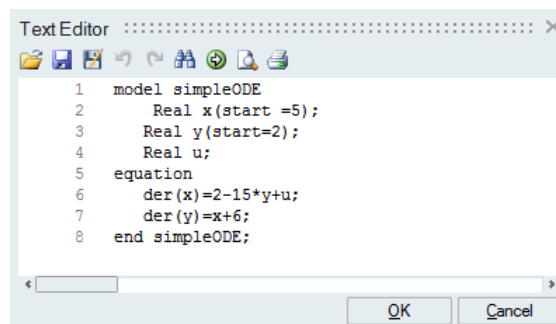 Text Editor
1 model simpleODE
2 Real x(start =5);
3 Real y(start=2);
4 Real u;
5 equation
6 der(x)=2-15*y+u;
7 der(y)=x+6;
8 end simpleODE;
OK Cancel